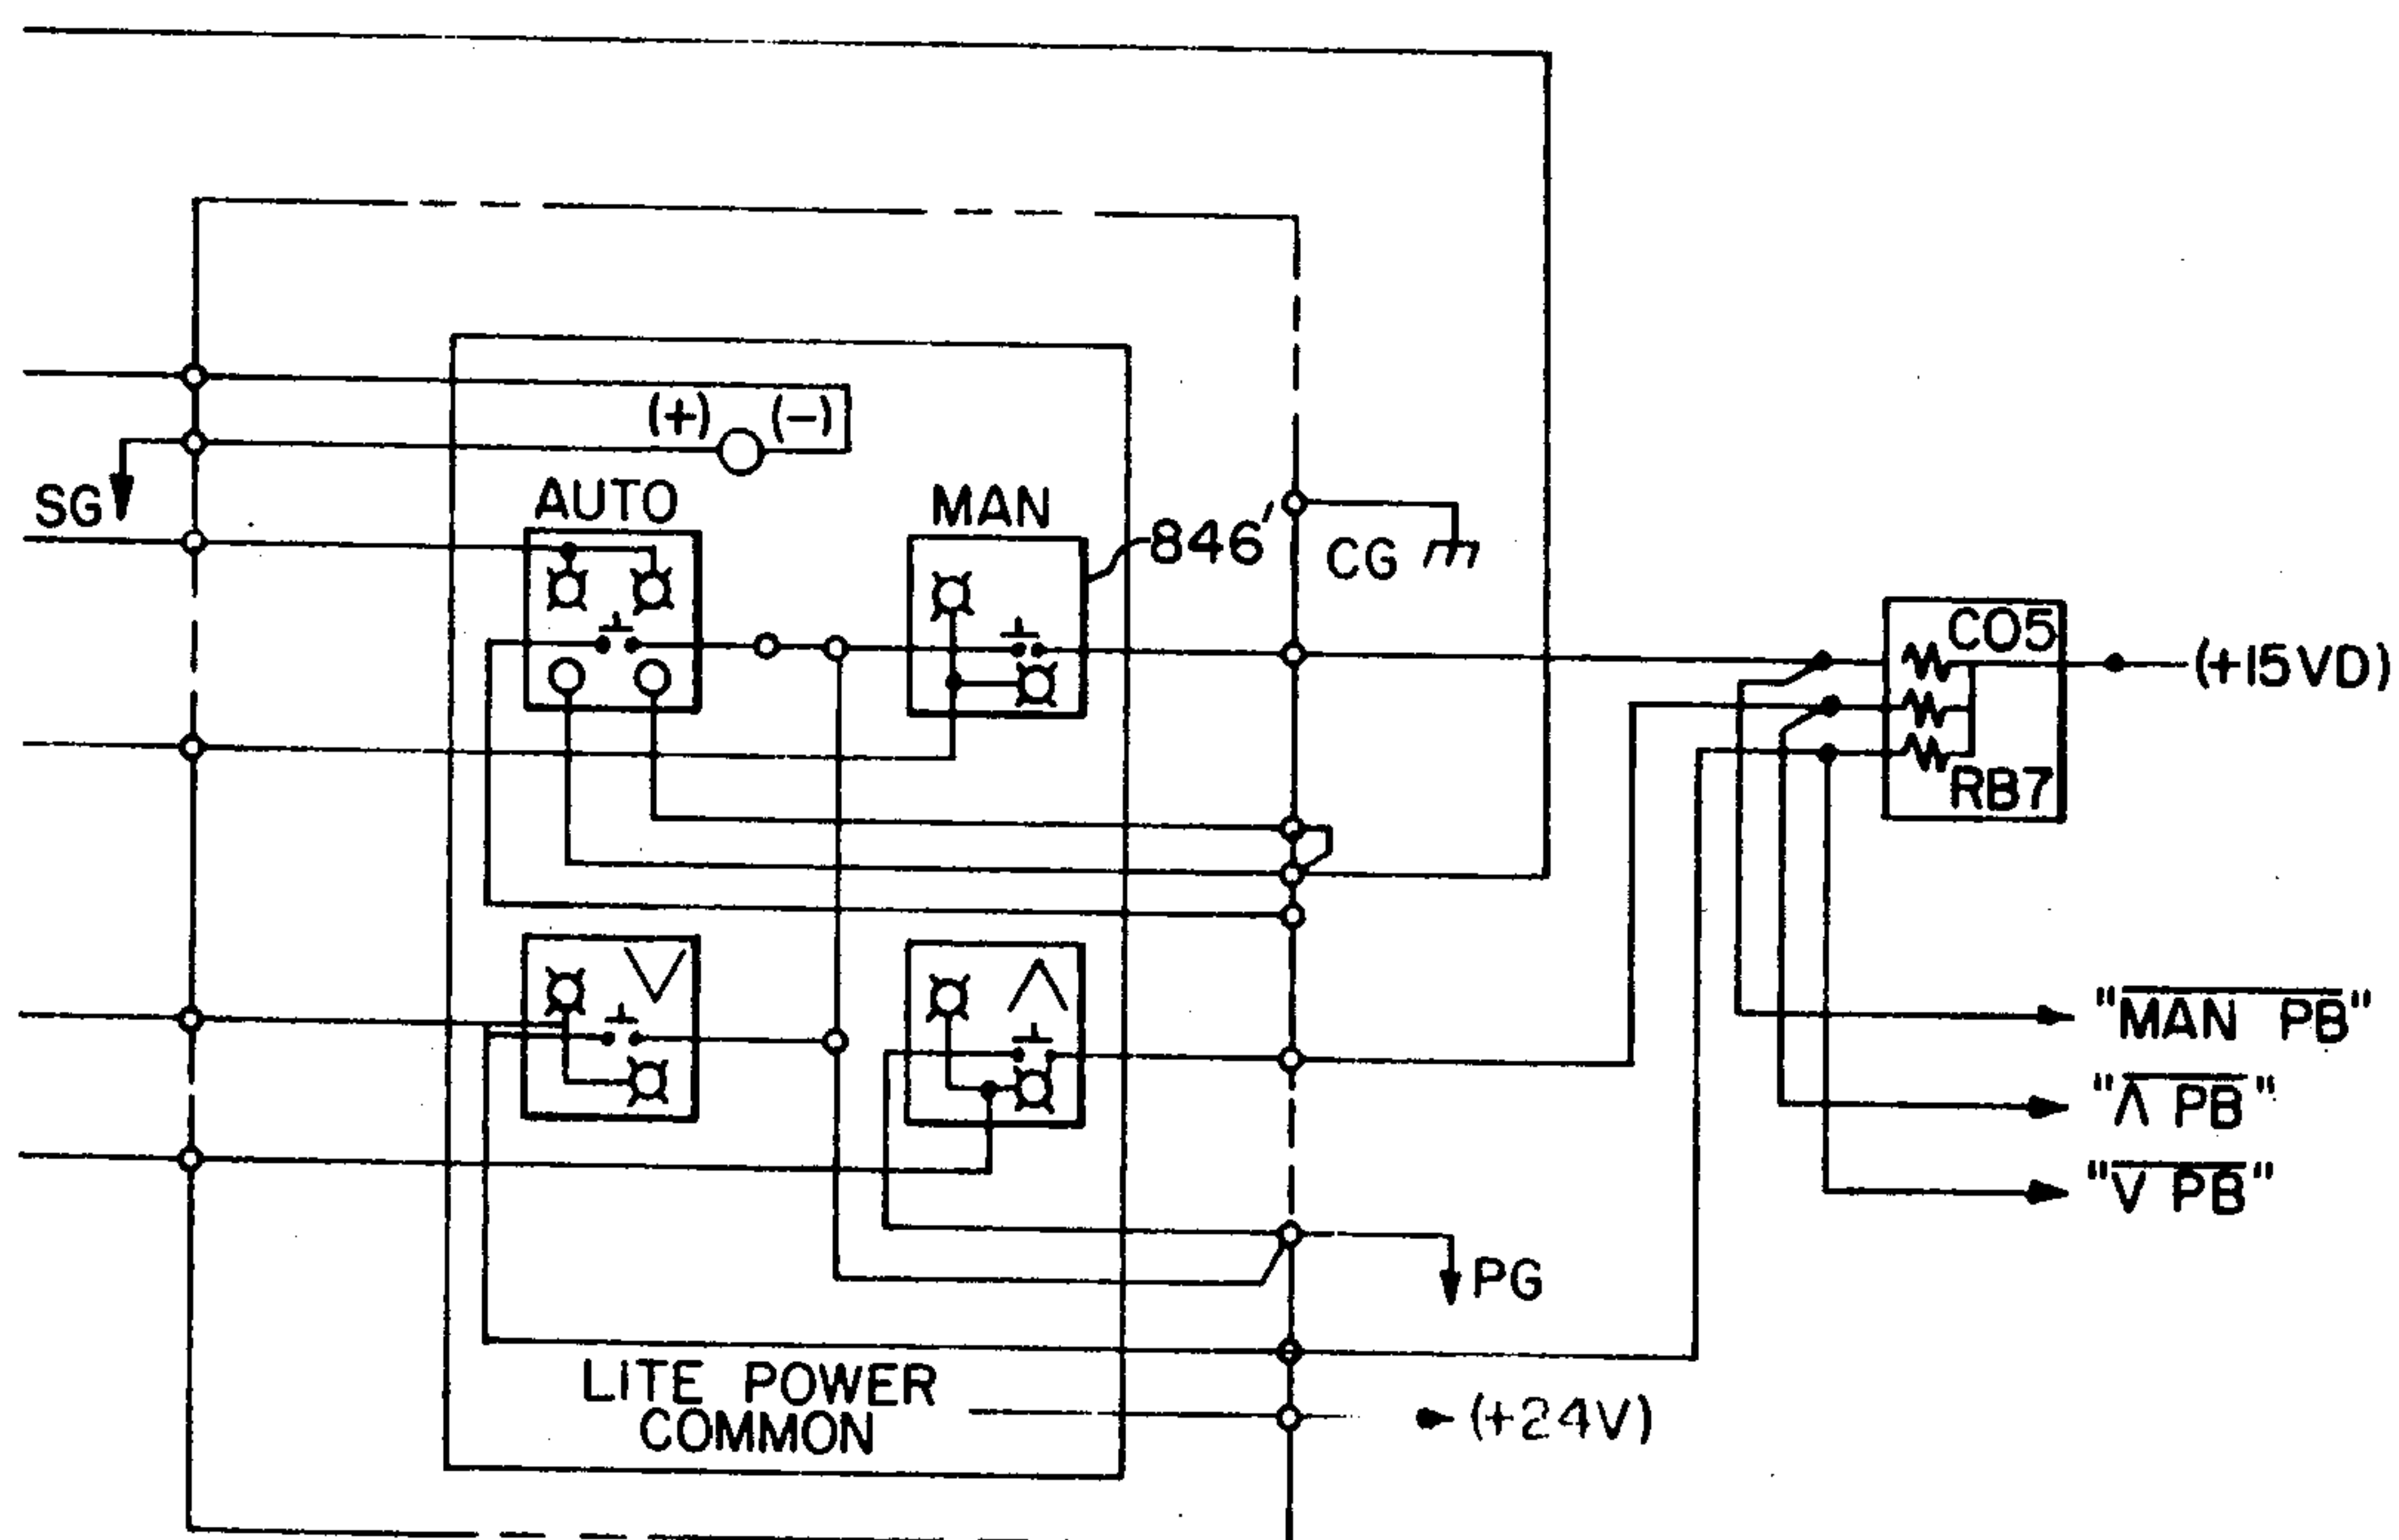 (+) (-)
SG
AUTO
MAN
846'
CG
CO5
(+15VD)
RB7
V
Λ
"MAN PB"
"Λ PB"
"V PB"
PG
LITE POWER
COMMON
(+24V)